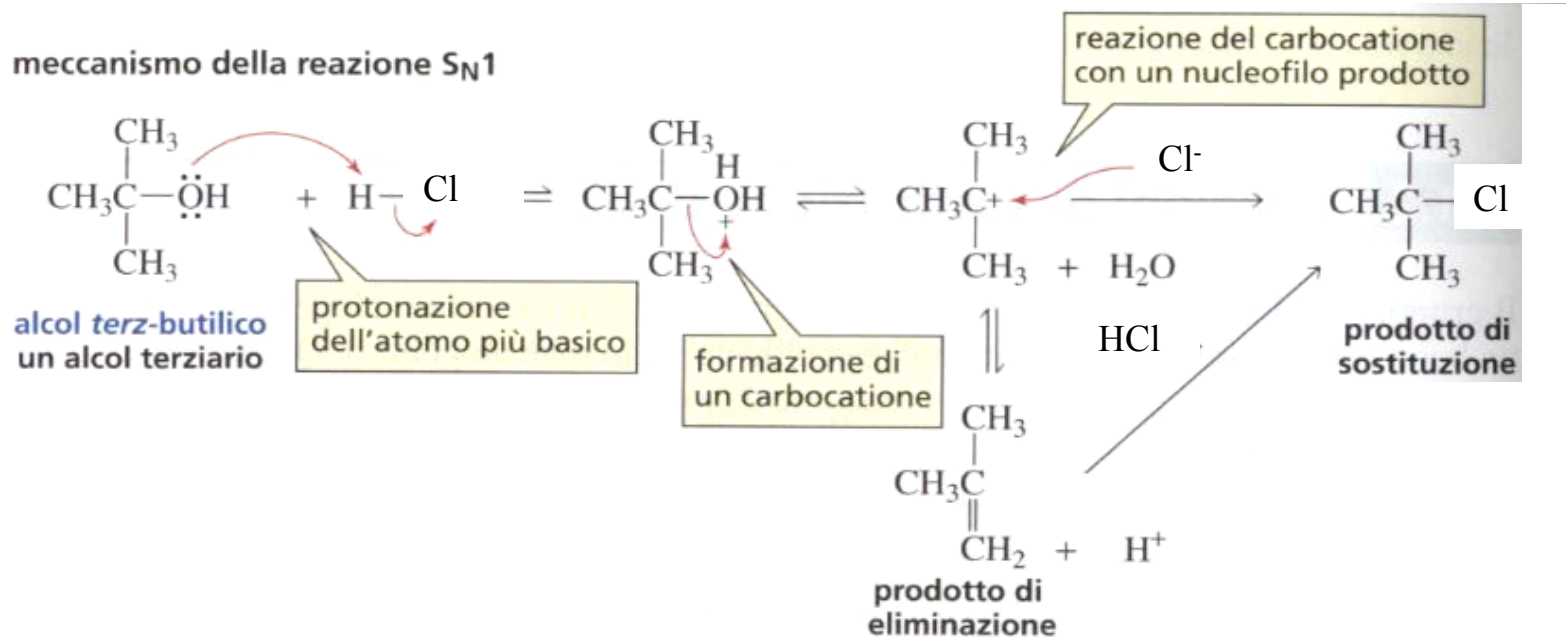 meccanismo della reazione SN1
reazione del carbocatione
con un nucleofilo prodotto
CH3
CH3C—ÖH + H— Cl ⇌
CH3
alcol terz-butilico
un alcol terziario
protonazione
dell'atomo più basico
CH3
H
CH3C—OH ⇌
+
CH3
formazione di
un carbocatione
CH3
Cl-
CH3C+
CH3 + H2O
HCl
CH3
CH3C— Cl
CH3
prodotto di
sostituzione
CH3
CH3C
CH2 + H+
prodotto di
eliminazione